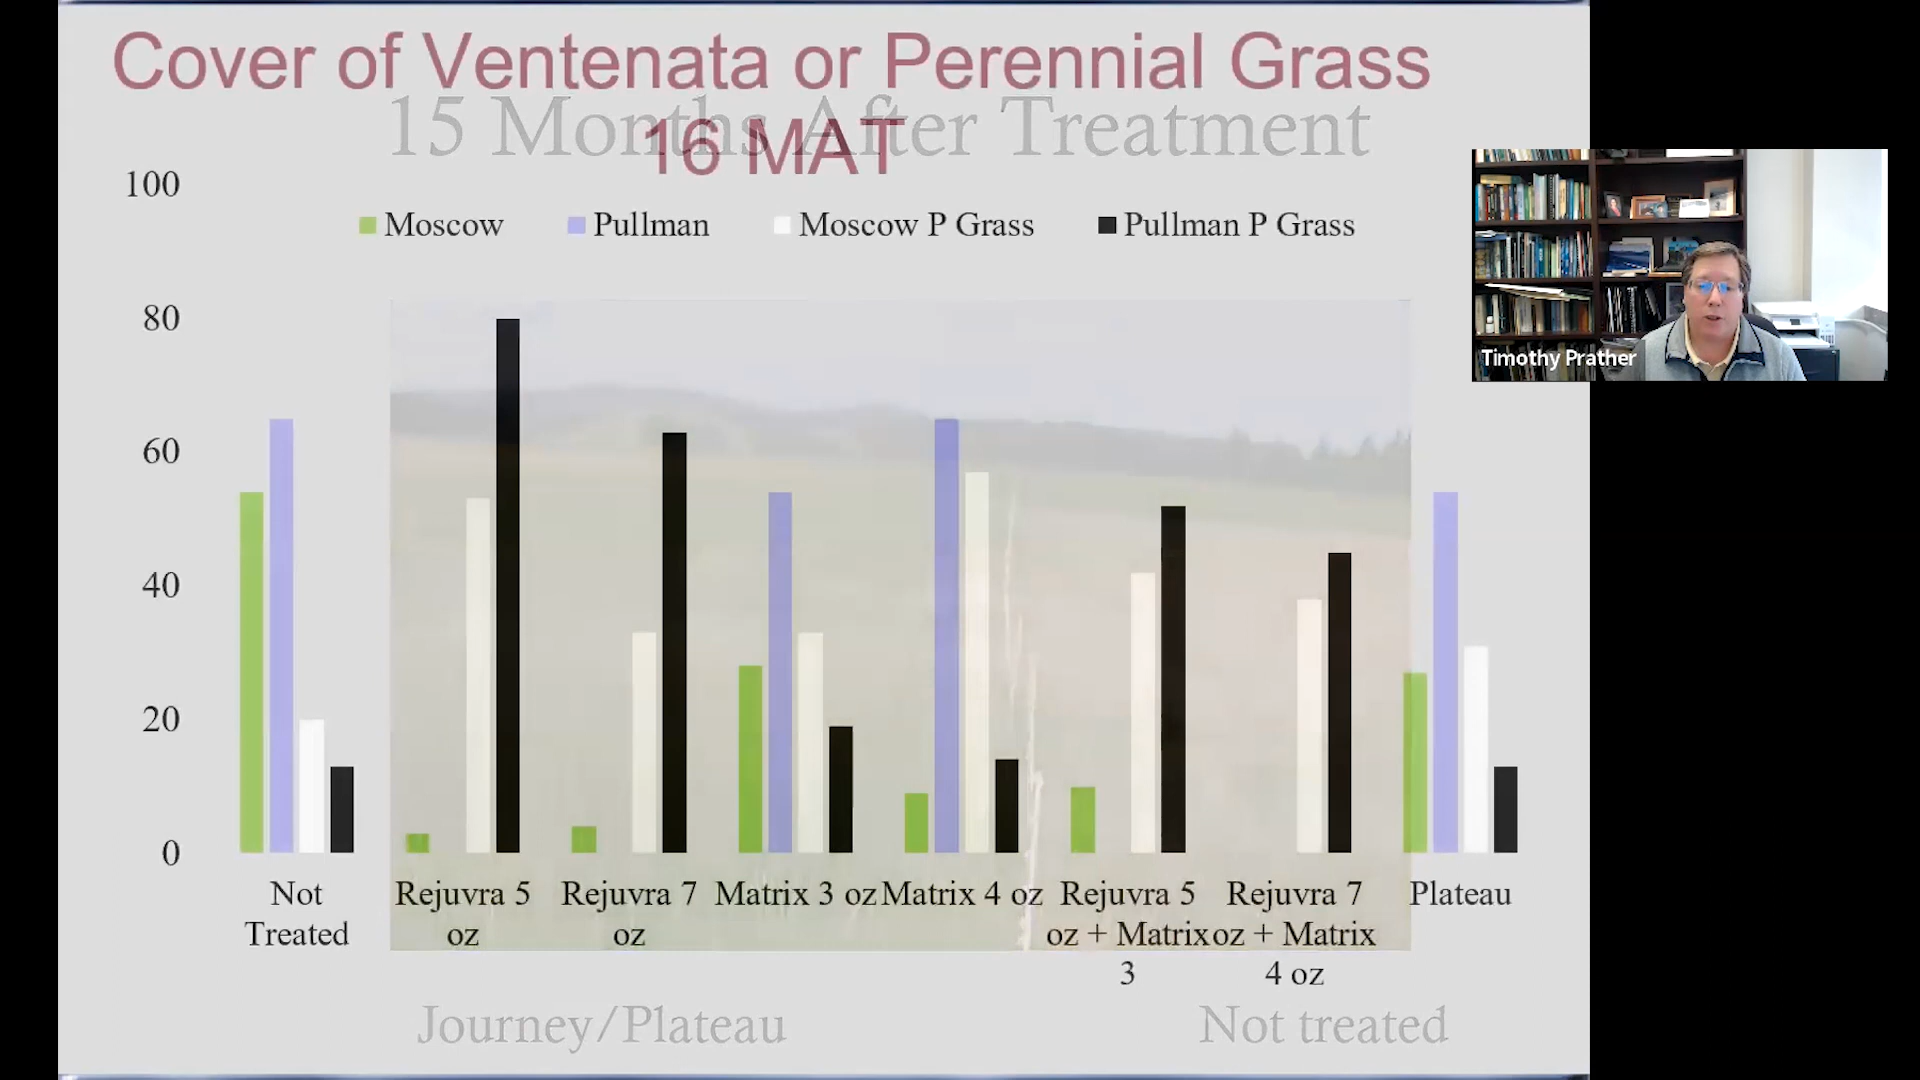 Cover of Ventenata or Perennial Grass
15 Months After Treatment
16 MAT
100
Moscow Pullman Moscow P Grass Pullman P Grass
80
Timothy Prather
60
40
20
0
Not Treated
Rejuvra 5 oz
Rejuvra 7 oz
Matrix 3 oz
Matrix 4 oz
Rejuvra 5 oz + Matrix 3
Rejuvra 7 oz + Matrix 4 oz
Plateau
Journey/Plateau
Not treated